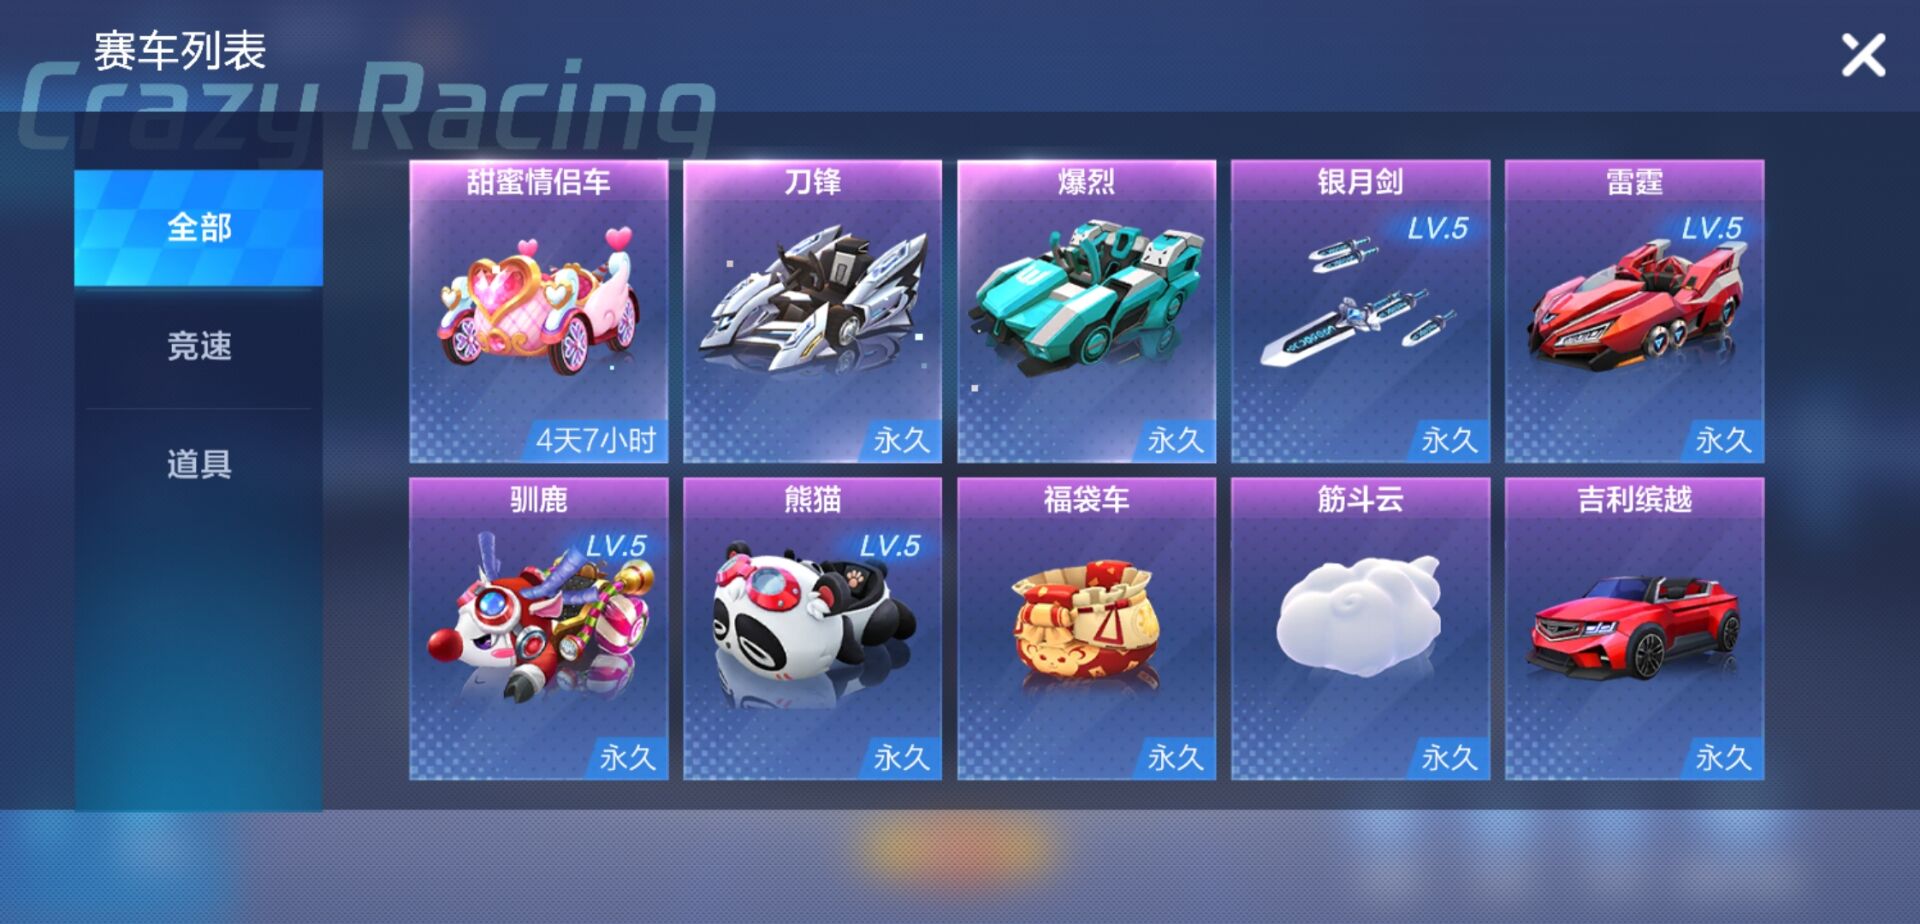 赛车列表
Crazy Racing
全部
竞速
道具
甜蜜情侣车
4天7小时
刀锋
永久
爆烈
永久
银月剑
LV.5
永久
雷霆
LV.5
永久
驯鹿
LV.5
永久
熊猫
LV.5
永久
福袋车
永久
筋斗云
永久
吉利缤越
永久